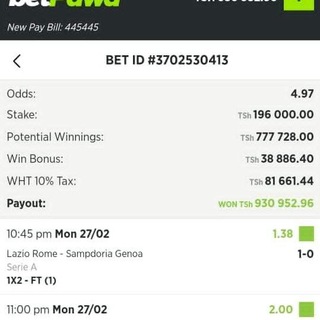 betPawa
New Pay Bill: 445445
BET ID #3702530413
Odds: 4.97
Stake: TSh 196 000.00
Potential Winnings: TSh 777 728.00
Win Bonus: TSh 38 886.40
WHT 10% Tax: TSh 81 661.44
Payout: WON TSh 930 952.96
10:45 pm Mon 27/02 1.38
Lazio Rome - Sampdoria Genoa 1-0
Serie A
1X2 - FT (1)
11:00 pm Mon 27/02 2.00